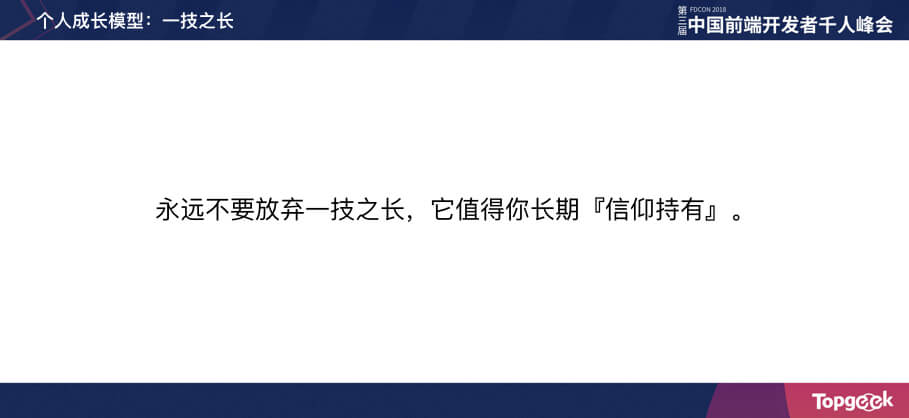 个人成长模型：一技之长
第三届
FDCON 2018
中国前端开发者千人峰会
永远不要放弃一技之长，它值得你长期『信仰持有』。
Topgeek